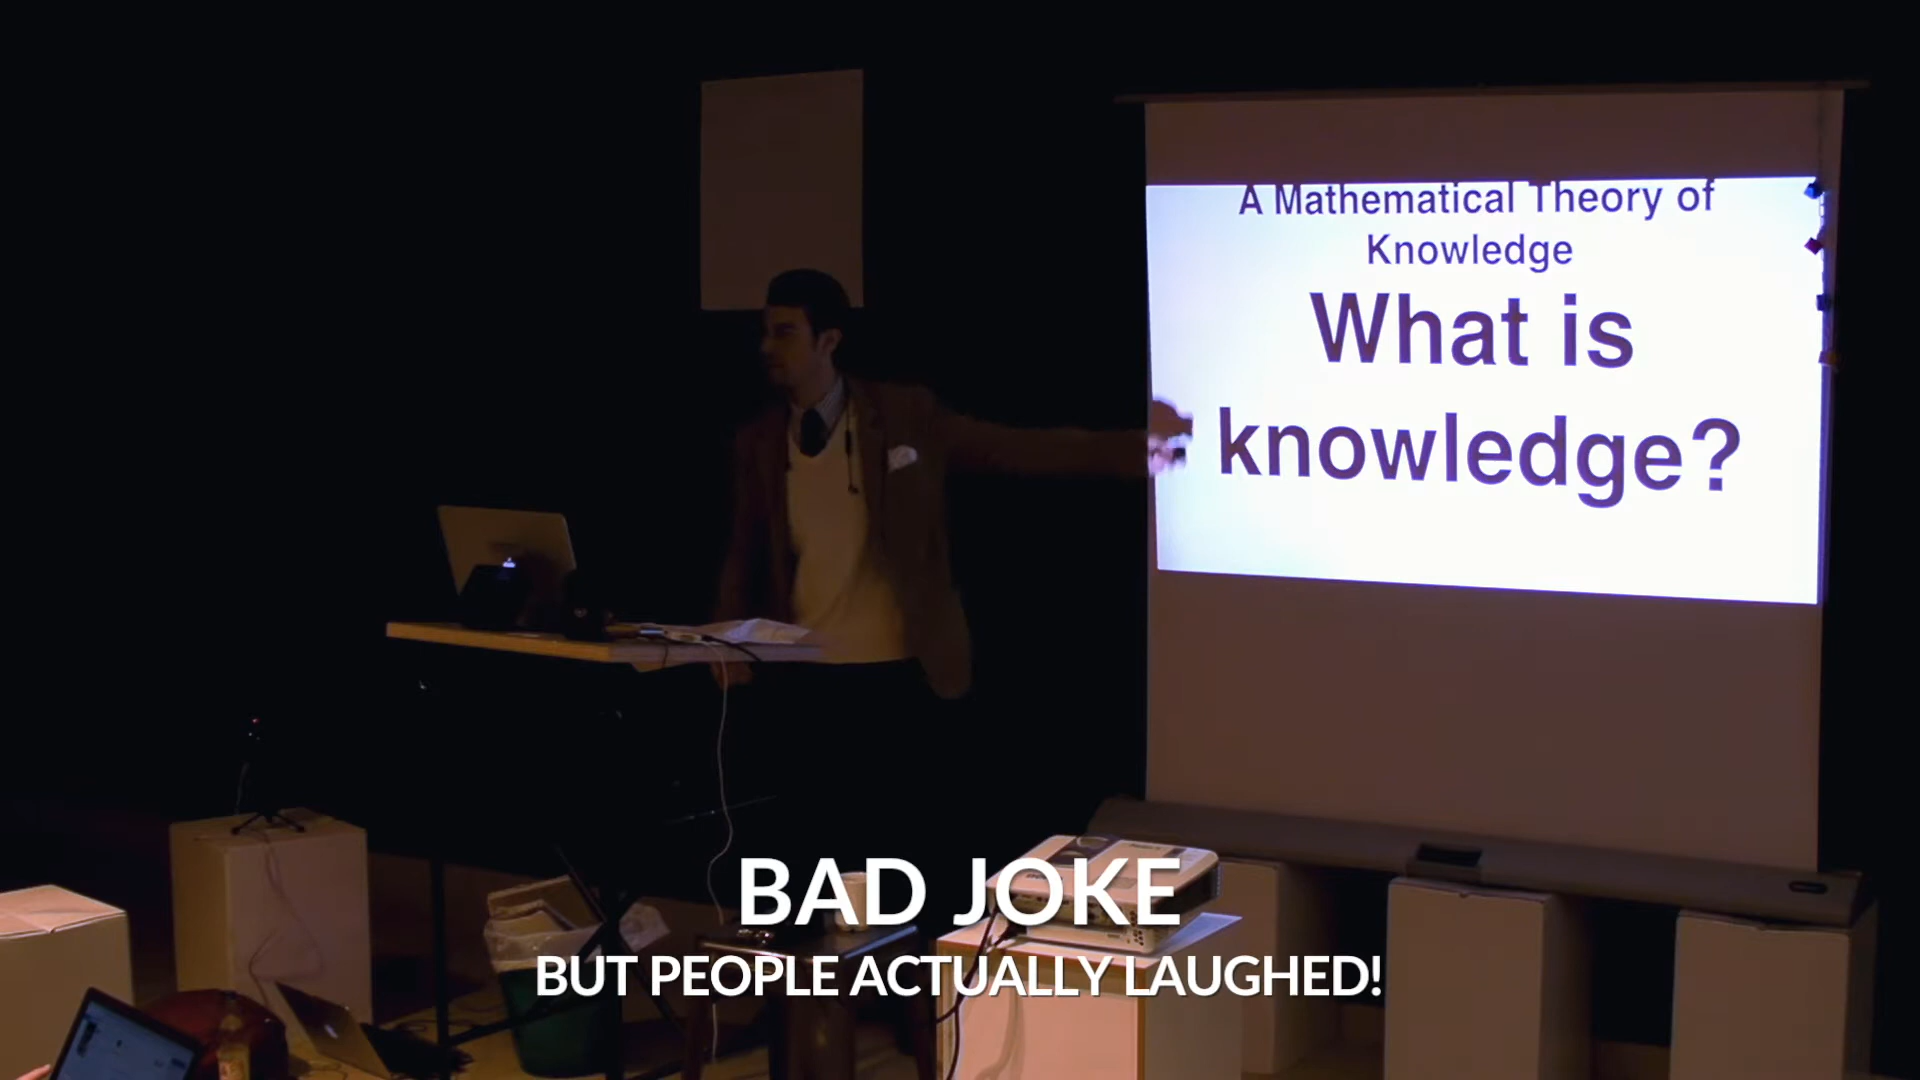 A Mathematical Theory of
Knowledge
What is
knowledge?
BAD JOKE
BUT PEOPLE ACTUALLY LAUGHED!